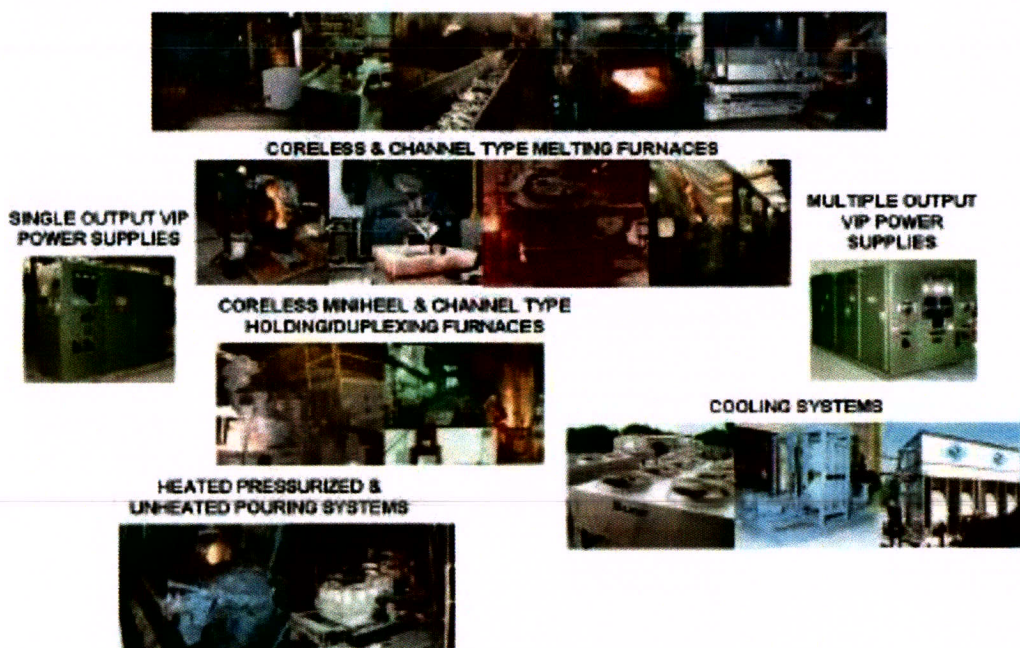 CORELESS & CHANNEL TYPE MELTING FURNACES
SINGLE OUTPUT VIP
POWER SUPPLIES
MULTIPLE OUTPUT
VIP POWER
SUPPLIES
CORELESS MINIHEEL & CHANNEL TYPE
HOLDING/DUPLEXING FURNACES
COOLING SYSTEMS
HEATED PRESSURIZED &
UNHEATED POURING SYSTEMS